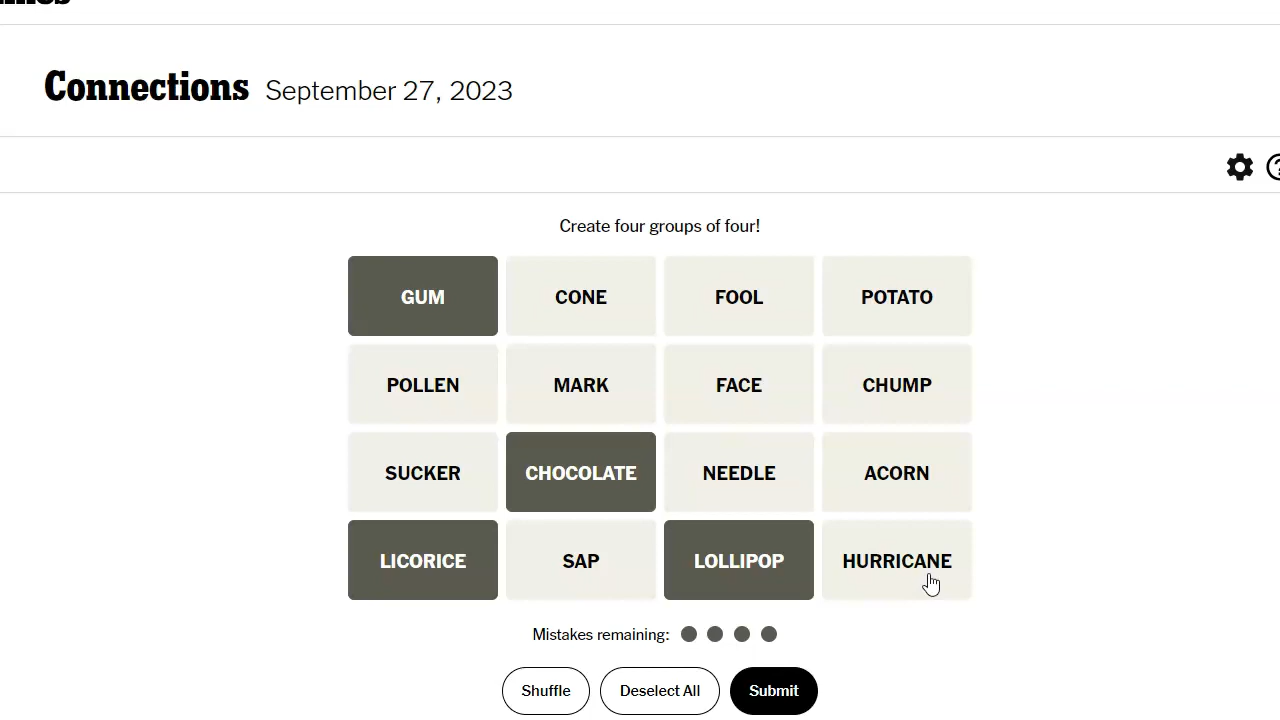 Connections September 27, 2023
Create four groups of four!
GUM CONE FOOL POTATO
POLLEN MARK FACE CHUMP
SUCKER CHOCOLATE NEEDLE ACORN
LICORICE SAP LOLLIPOP HURRICANE
Mistakes remaining:
Shuffle Deselect All Submit